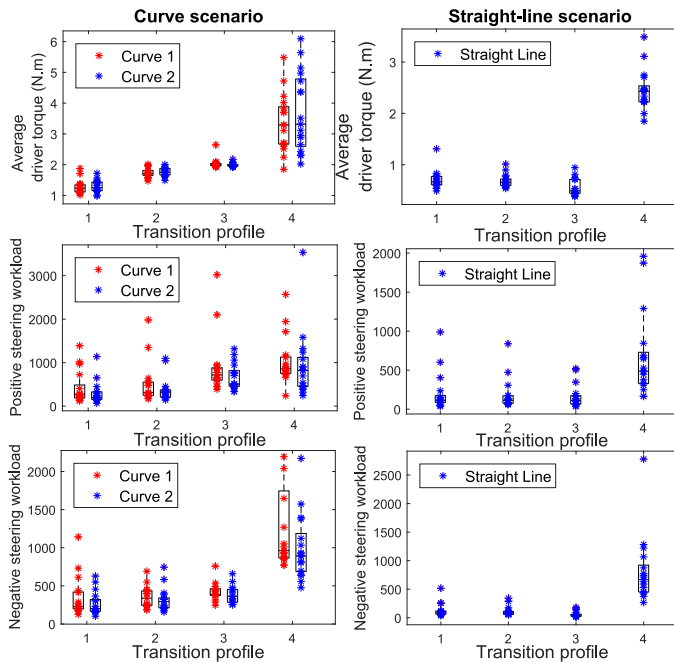 Curve scenario
Straight-line scenario
Average
driver torque (N.m)
6
5
4
3
2
1
Curve 1
Curve 2
1 2 3 4
Transition profile
Average
driver torque (N.m)
3
2
1
Straight Line
1 2 3 4
Transition profile
Positive steering workload
3000
2000
1000
0
Curve 1
Curve 2
1 2 3 4
Transition profile
Positive steering workload
2000
1500
1000
500
0
Straight Line
1 2 3 4
Transition profile
Negative steering workload
2000
1500
1000
500
0
Curve 1
Curve 2
1 2 3 4
Transition profile
Negative steering workload
2500
2000
1500
1000
500
0
Straight Line
1 2 3 4
Transition profile